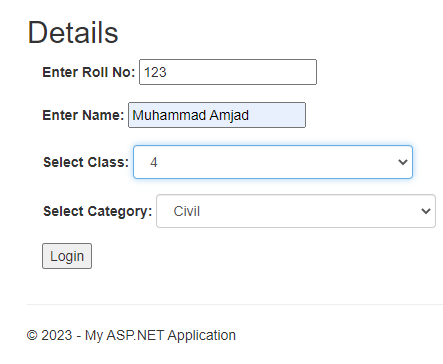 Details
Enter Roll No: 123
Enter Name: Muhammad Amjad
Select Class: 4
Select Category: Civil
Login
© 2023 - My ASP.NET Application